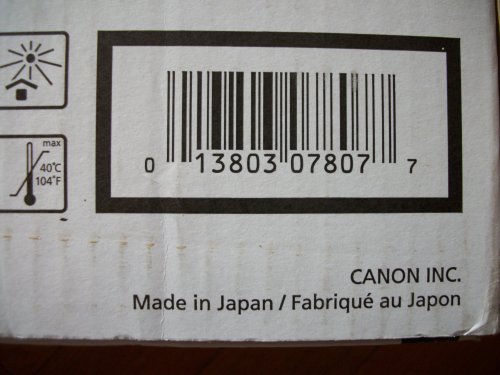 max
40°C
104°F
0 13803 07807 7
CANON INC.
Made in Japan / Fabriqué au Japon